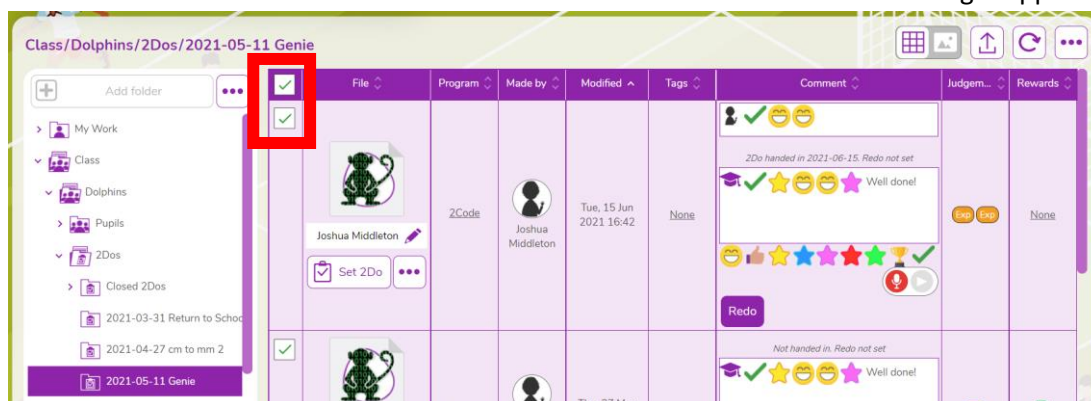 Class/Dolphins/2Dos/2021-05-11 Genie
Add folder
File
Program
Made by
Modified
Tags
Comment
Judgem...
Rewards
My Work
Class
Dolphins
Pupils
2Dos
Closed 2Dos
2021-03-31 Return to School
2021-04-27 cm to mm 2
2021-05-11 Genie
Joshua Middleton
Set 2Do
2Code
Joshua
Middleton
Tue, 15 Jun
2021 16:42
None
2Do handed in 2021-06-15. Redo not set
Well done!
Redo
Exp Exp
None
Not handed in. Redo not set
Well done!